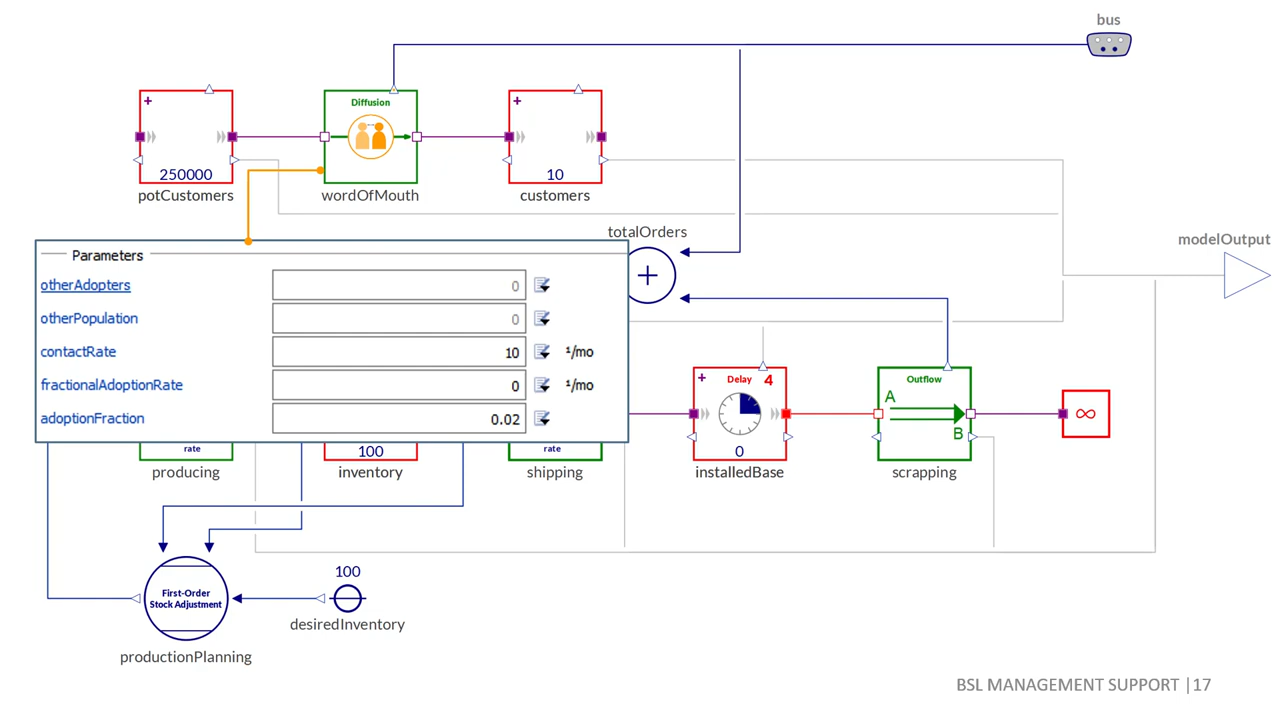 bus
+
Diffusion
+
250000
10
potCustomers
wordOfMouth
customers
totalOrders
+
modelOutput
Parameters
otherAdopters 0
otherPopulation 0
contactRate 10 1/mo
fractionalAdoptionRate 0 1/mo
adoptionFraction 0.02
+ Delay 4
Outflow
A
∞
B
rate
100
rate
0
producing
inventory
shipping
installedBase
scrapping
100
First-Order
Stock Adjustment
desiredInventory
productionPlanning
BSL MANAGEMENT SUPPORT |17